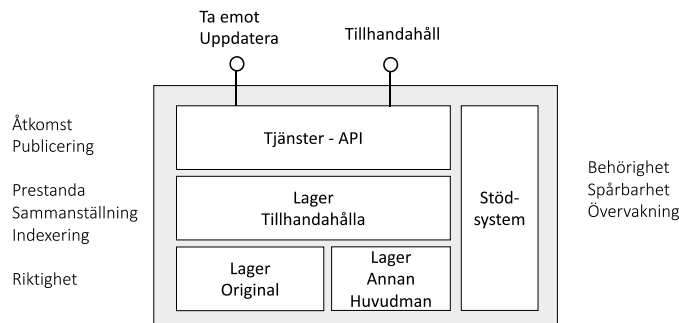 Ta emot
Uppdatera
Tillhandahåll
Åtkomst
Publicering
Tjänster - API
Prestanda
Sammanställning
Indexering
Lager
Tillhandahålla
Stöd-
system
Behörighet
Spårbarhet
Övervakning
Riktighet
Lager
Original
Lager
Annan
Huvudman